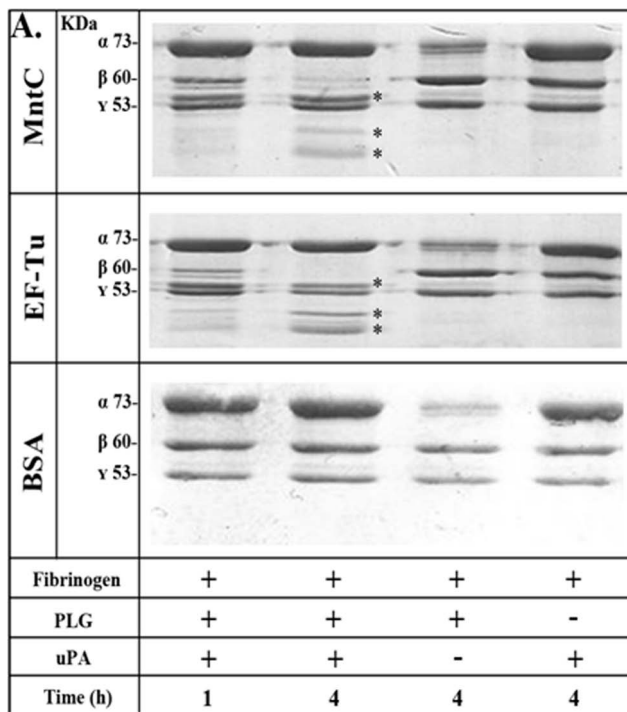 A.
KDa
MntC
α 73-
β 60-
γ 53-
*
*
*
EF-Tu
α 73-
β 60-
γ 53-
*
*
*
BSA
α 73-
β 60-
γ 53-
Fibrinogen + + + +
PLG + + + -
uPA + + - +
Time (h) 1 4 4 4